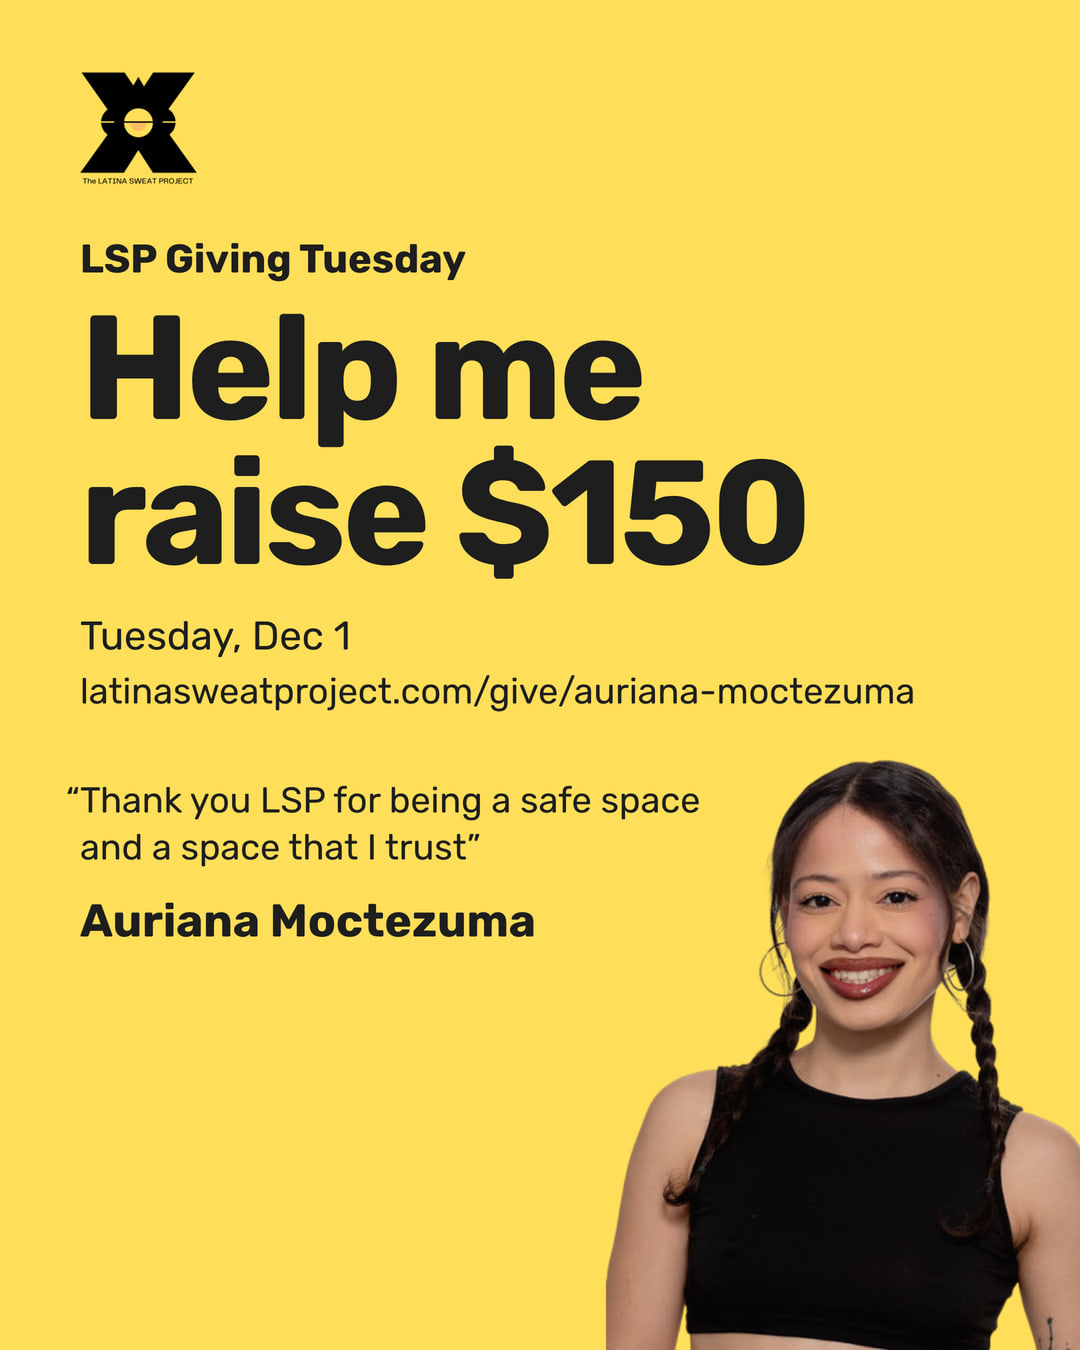 The LATINA SWEAT PROJECT
LSP Giving Tuesday
Help me
raise $150
Tuesday, Dec 1
latinasweatproject.com/give/auriana-moctezuma
“Thank you LSP for being a safe space
and a space that I trust”
Auriana Moctezuma